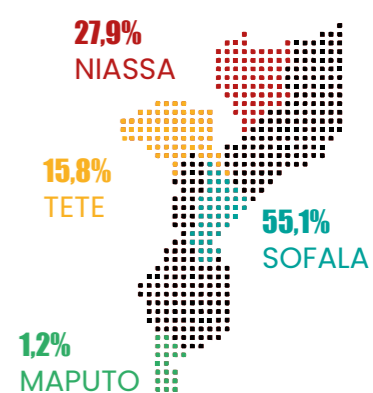 27,9%
NIASSA
15,8%
TETE
55,1%
SOFALA
1,2%
MAPUTO